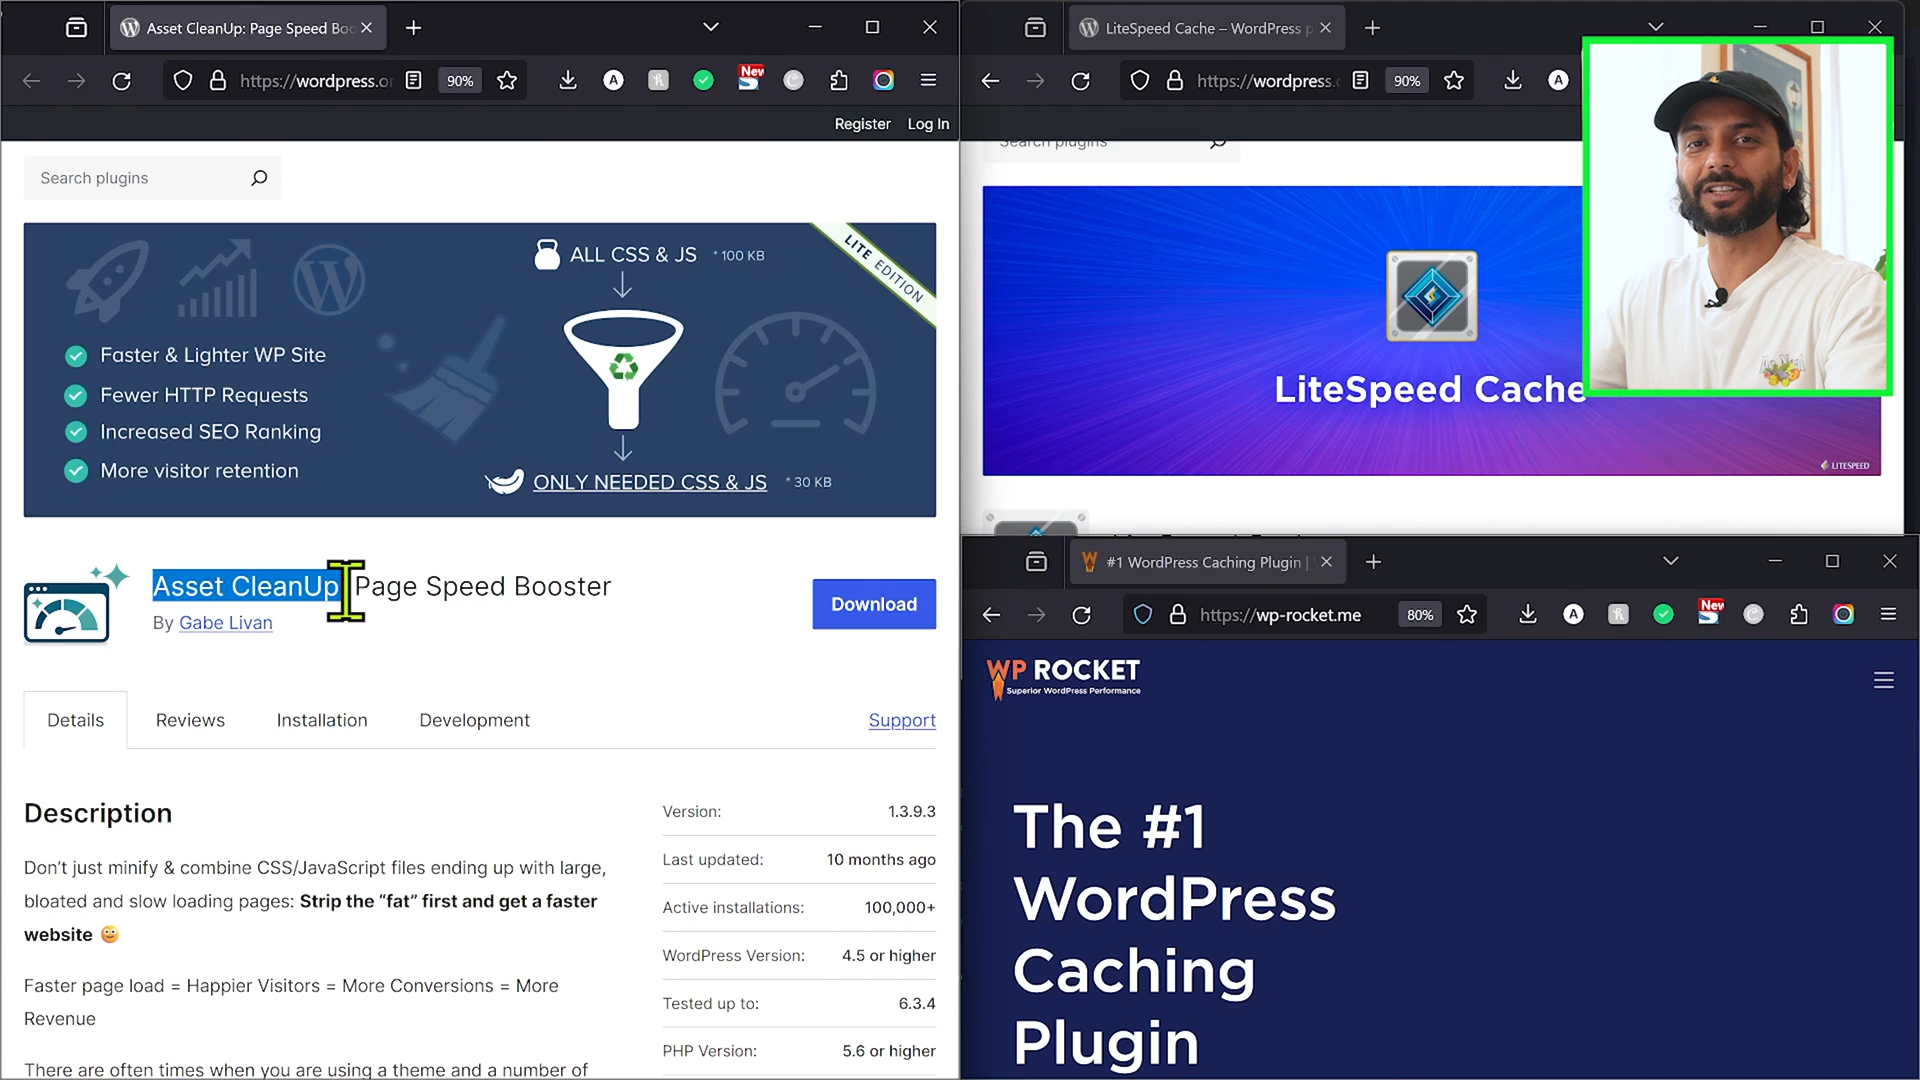 Asset CleanUp: Page Speed Boo
https://wordpress.or
90%
New
Register
Log In
Search plugins
ALL CSS & JS * 100 KB
LITE EDITION
Faster & Lighter WP Site
Fewer HTTP Requests
Increased SEO Ranking
More visitor retention
ONLY NEEDED CSS & JS * 30 KB
Asset CleanUp: Page Speed Booster
By Gabe Livan
Download
Details
Reviews
Installation
Development
Support
Description
Don’t just minify & combine CSS/JavaScript files ending up with large,
bloated and slow loading pages: Strip the “fat” first and get a faster
website 🙂
Faster page load = Happier Visitors = More Conversions = More
Revenue
There are often times when you are using a theme and a number of
Version: 1.3.9.3
Last updated: 10 months ago
Active installations: 100,000+
WordPress Version: 4.5 or higher
Tested up to: 6.3.4
PHP Version: 5.6 or higher
LiteSpeed Cache – WordPress p
https://wordpress.
90%
A
Search plugins
LiteSpeed Cache
LITESPEED
#1 WordPress Caching Plugin |
https://wp-rocket.me
80%
A
New
WP ROCKET
Superior WordPress Performance
The #1
WordPress
Caching
Plugin